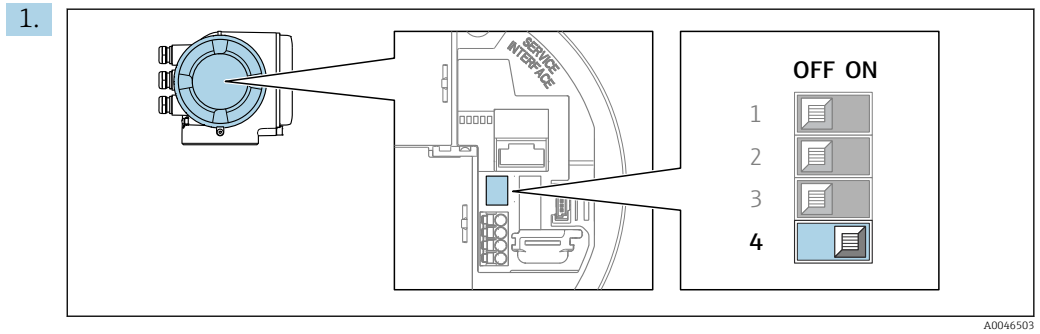 1.
SERVICE
INTERFACE
OFF ON
1
2
3
4
A0046503